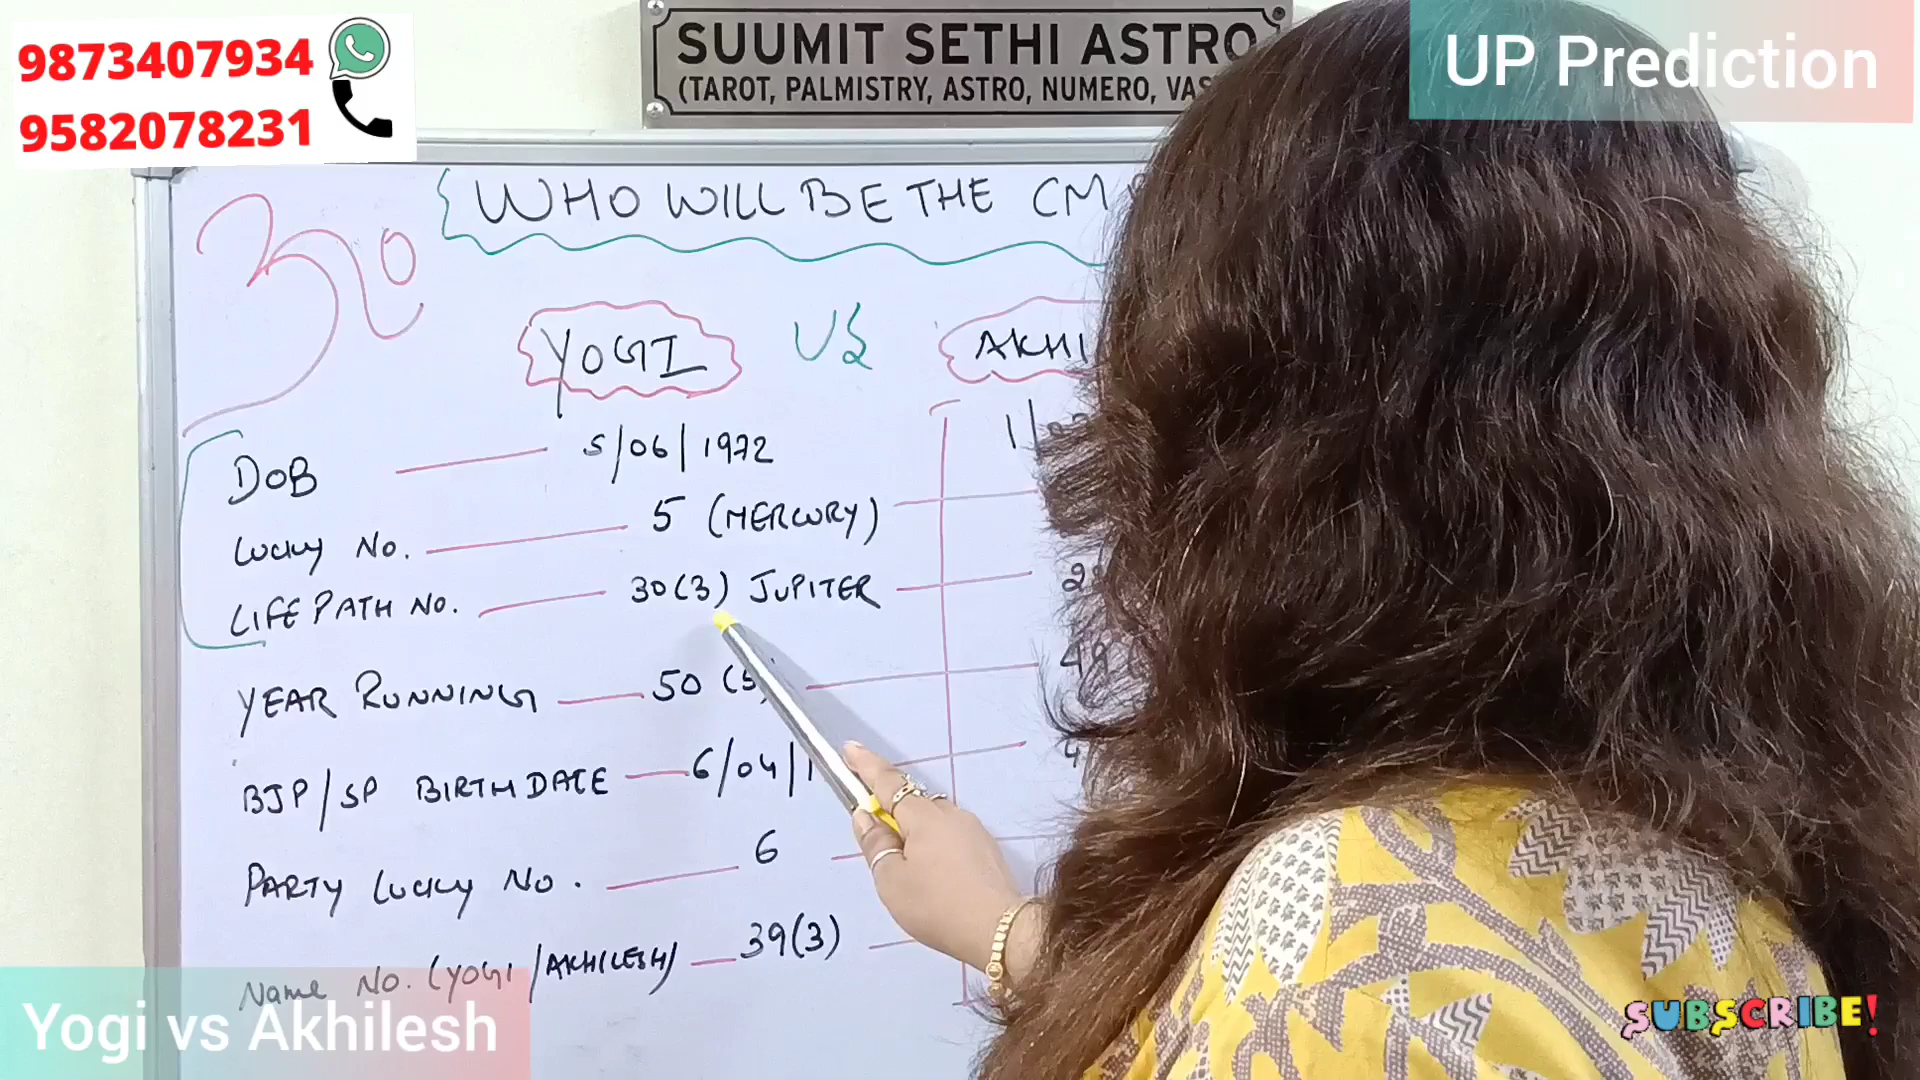 9873407934
9582078231
SUUMIT SETHI ASTRO
(TAROT, PALMISTRY, ASTRO, NUMERO,
UP Prediction
ॐ
WHO WILL BE THE CM
YOGI VS
DOB 5/06/1972
LUCKY NO. 5 (MERCURY)
LIFE PATH NO. 30(3) JUPITER
YEAR RUNNING 50 (5)
BJP/SP BIRTHDATE 6/04/
PARTY LUCKY NO. 6
Name No. (YOGI/AKHILESH) 39(3)
Yogi vs Akhilesh
SUBSCRIBE!